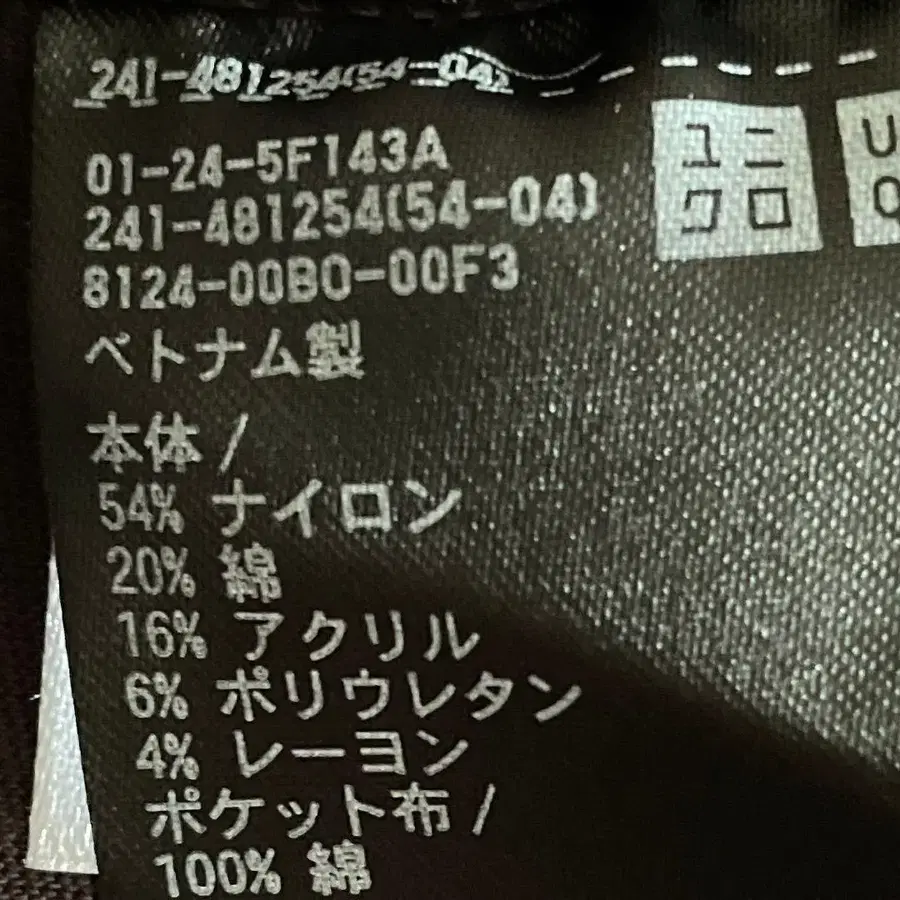 241-481254(54-04)
01-24-5F143A
241-481254(54-04)
8124-00B0-00F3
ベトナム製
本体/
54% ナイロン
20% 綿
16% アクリル
6% ポリウレタン
4% レーヨン
ポケット布/
100% 綿
ユニ
クロ
U
Q